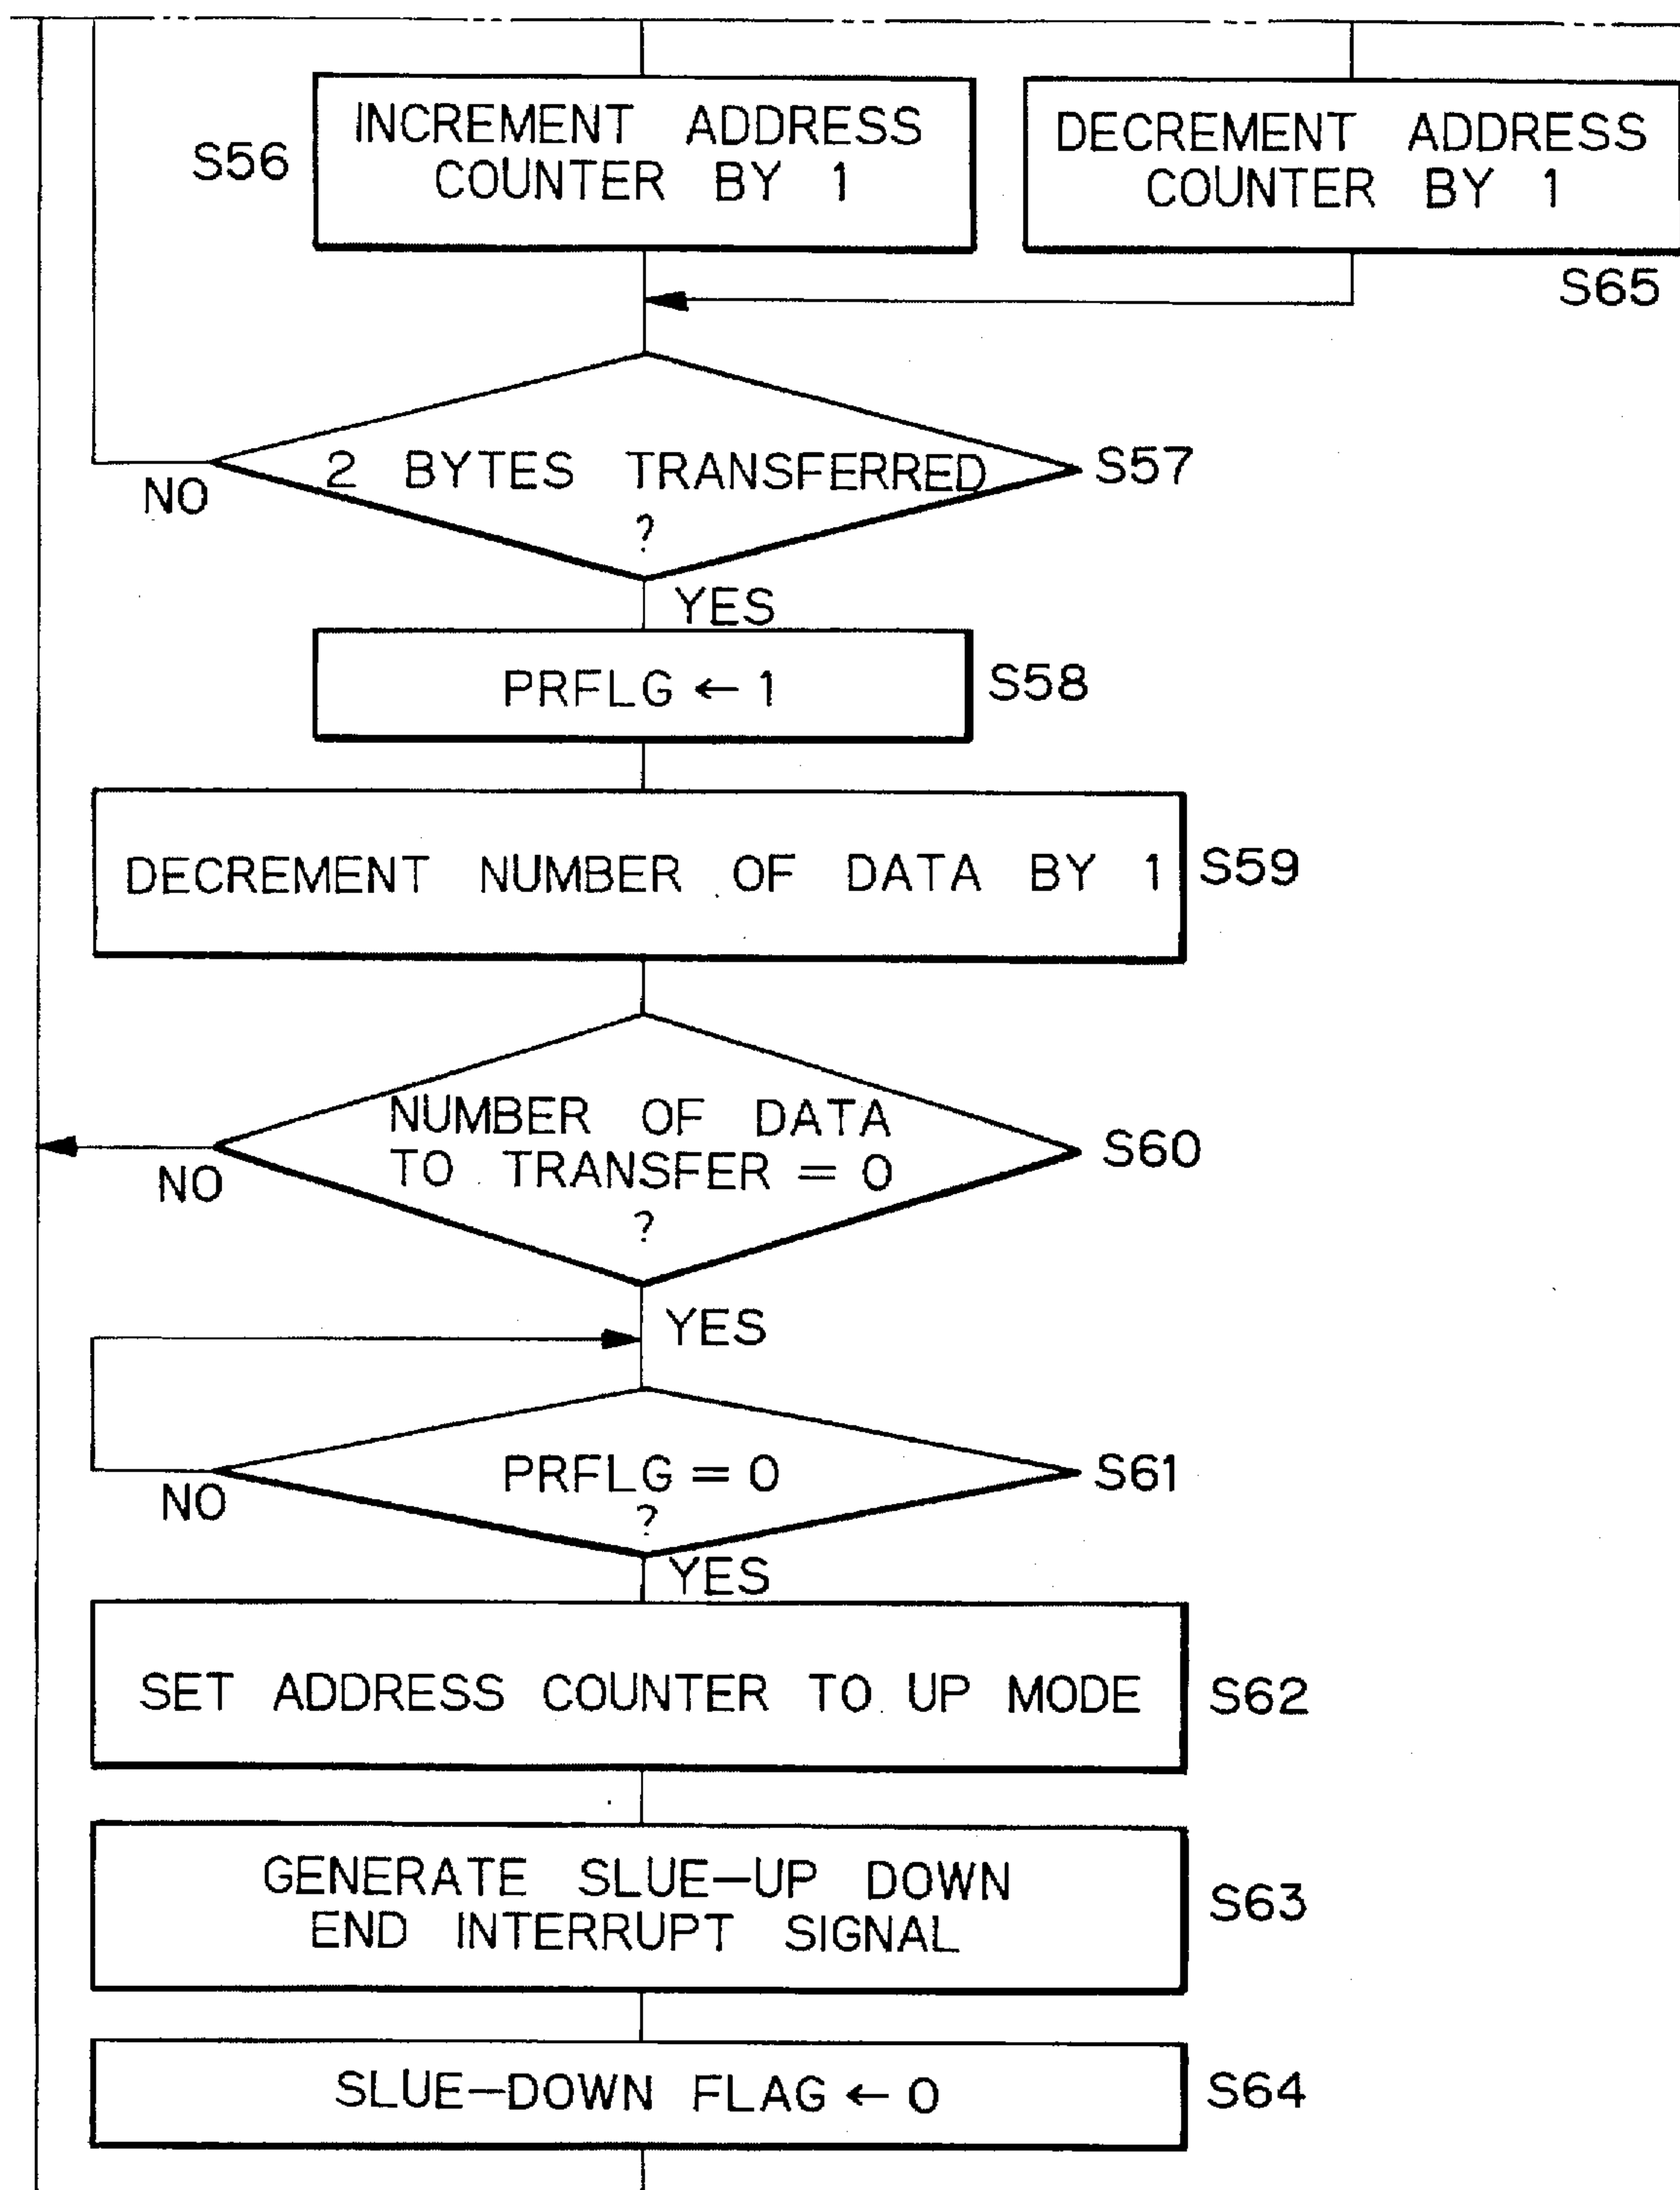 S56
INCREMENT ADDRESS
COUNTER BY 1
DECREMENT ADDRESS
COUNTER BY 1
S65
2 BYTES TRANSFERRED
?
S57
NO
YES
PRFLG ← 1
S58
DECREMENT NUMBER OF DATA BY 1
S59
NUMBER OF DATA
TO TRANSFER = 0
?
S60
NO
YES
PRFLG = 0
?
S61
NO
YES
SET ADDRESS COUNTER TO UP MODE
S62
GENERATE SLUE-UP DOWN
END INTERRUPT SIGNAL
S63
SLUE-DOWN FLAG ← 0
S64